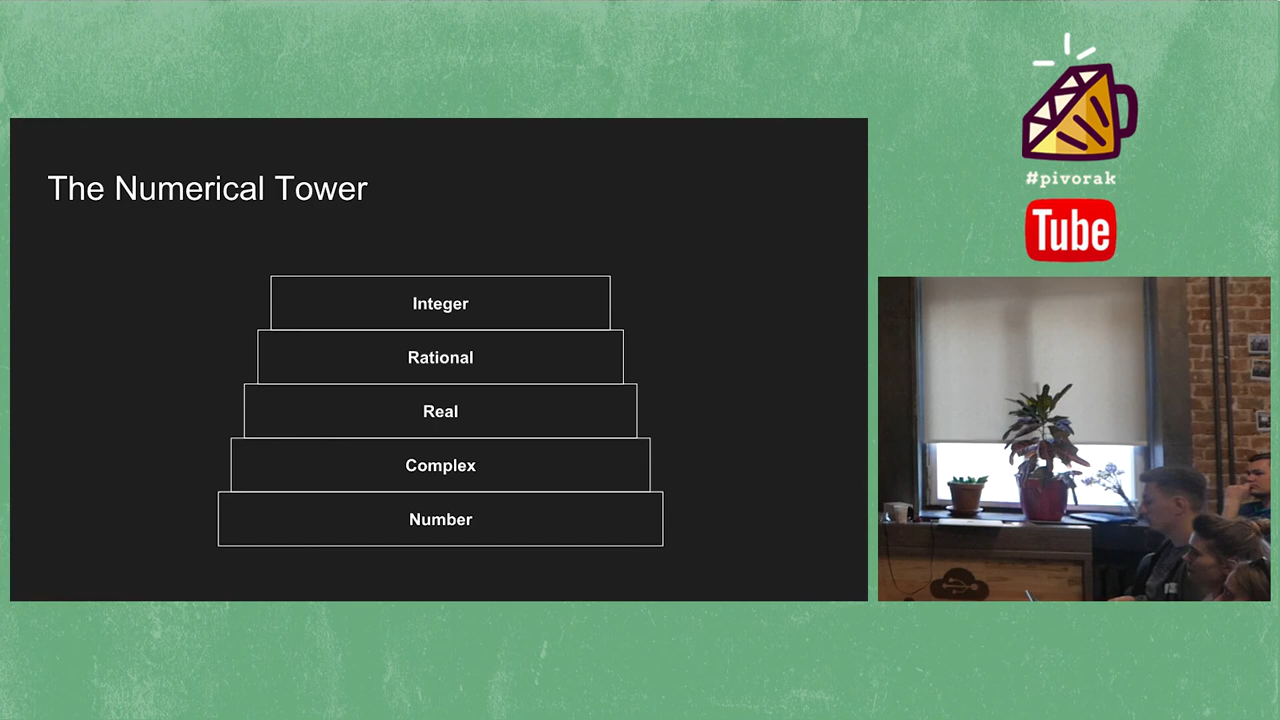 The Numerical Tower
Integer
Rational
Real
Complex
Number
#pivorak
Tube